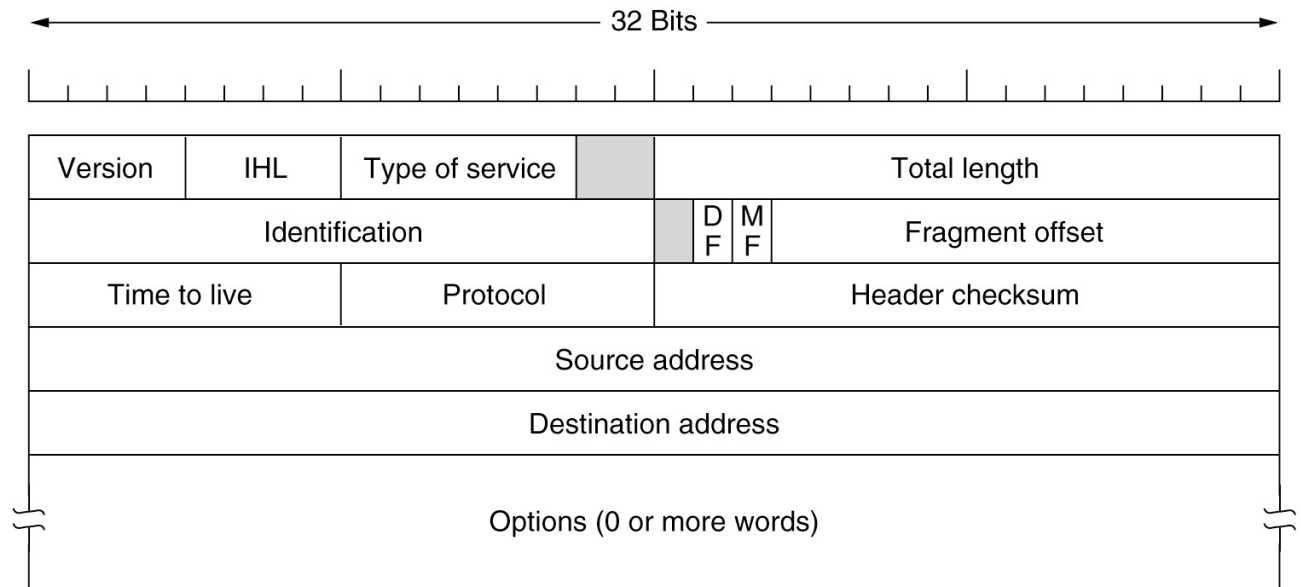 32 Bits
Version IHL Type of service Total length
Identification D F M F Fragment offset
Time to live Protocol Header checksum
Source address
Destination address
Options (0 or more words)